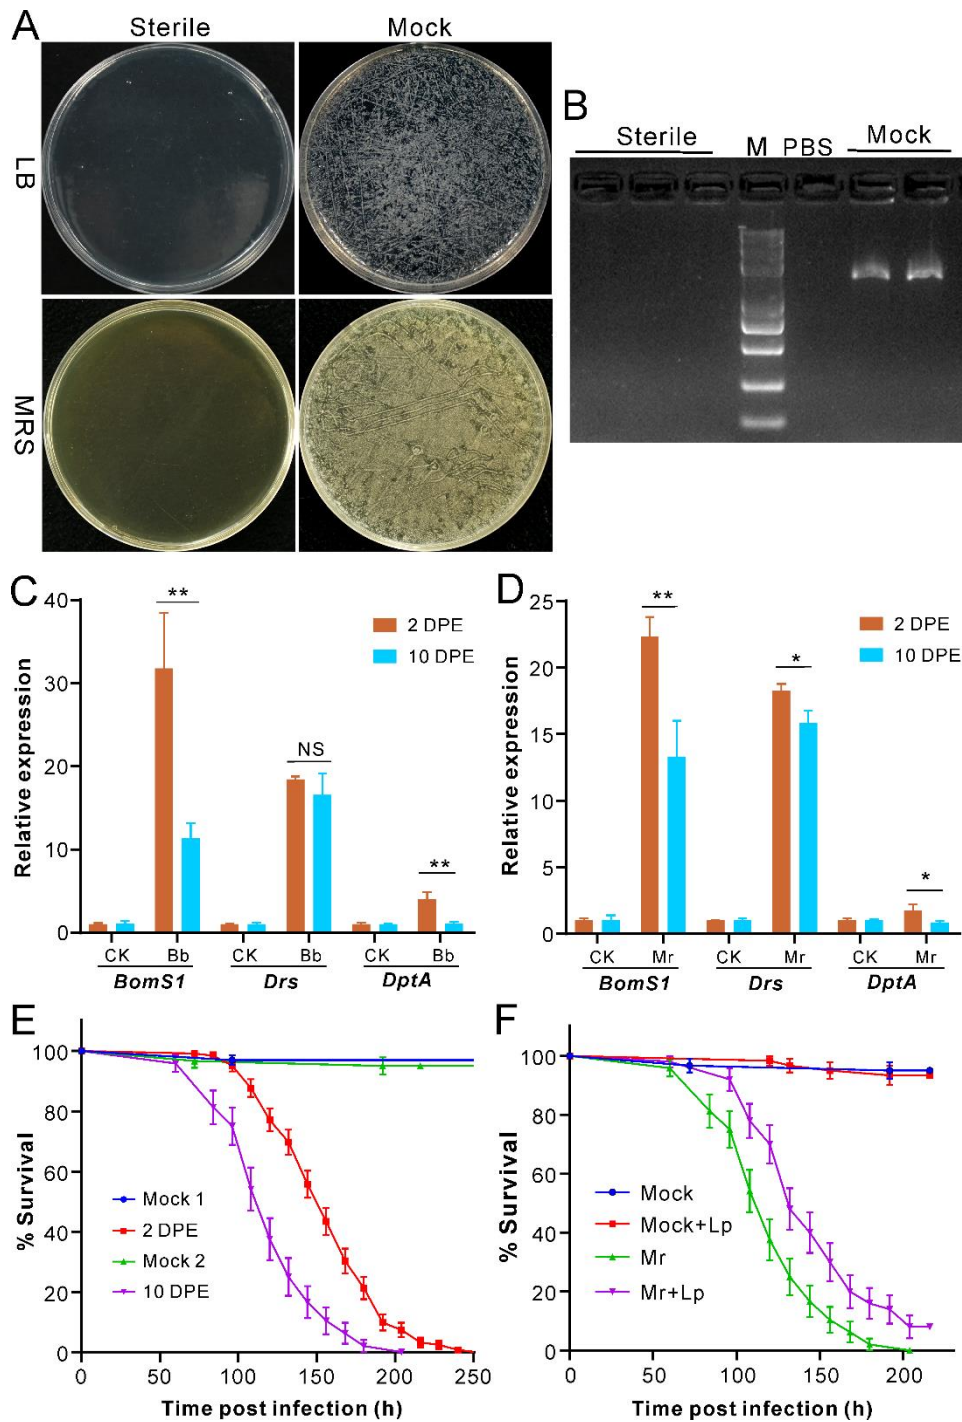 A
Sterile
Mock
LB
MRS
B
Sterile
M
PBS
Mock
C
Relative expression
40
30
20
10
0
**
NS
**
2 DPE
10 DPE
CK
Bb
CK
Bb
CK
Bb
BomS1
Drs
DptA
D
Relative expression
25
20
15
10
5
0
**
*
*
2 DPE
10 DPE
CK
Mr
CK
Mr
CK
Mr
BomS1
Drs
DptA
E
% Survival
100
80
60
40
20
0
Mock 1
2 DPE
Mock 2
10 DPE
0
50
100
150
200
250
Time post infection (h)
F
% Survival
100
80
60
40
20
0
Mock
Mock+Lp
Mr
Mr+Lp
0
50
100
150
200
Time post infection (h)